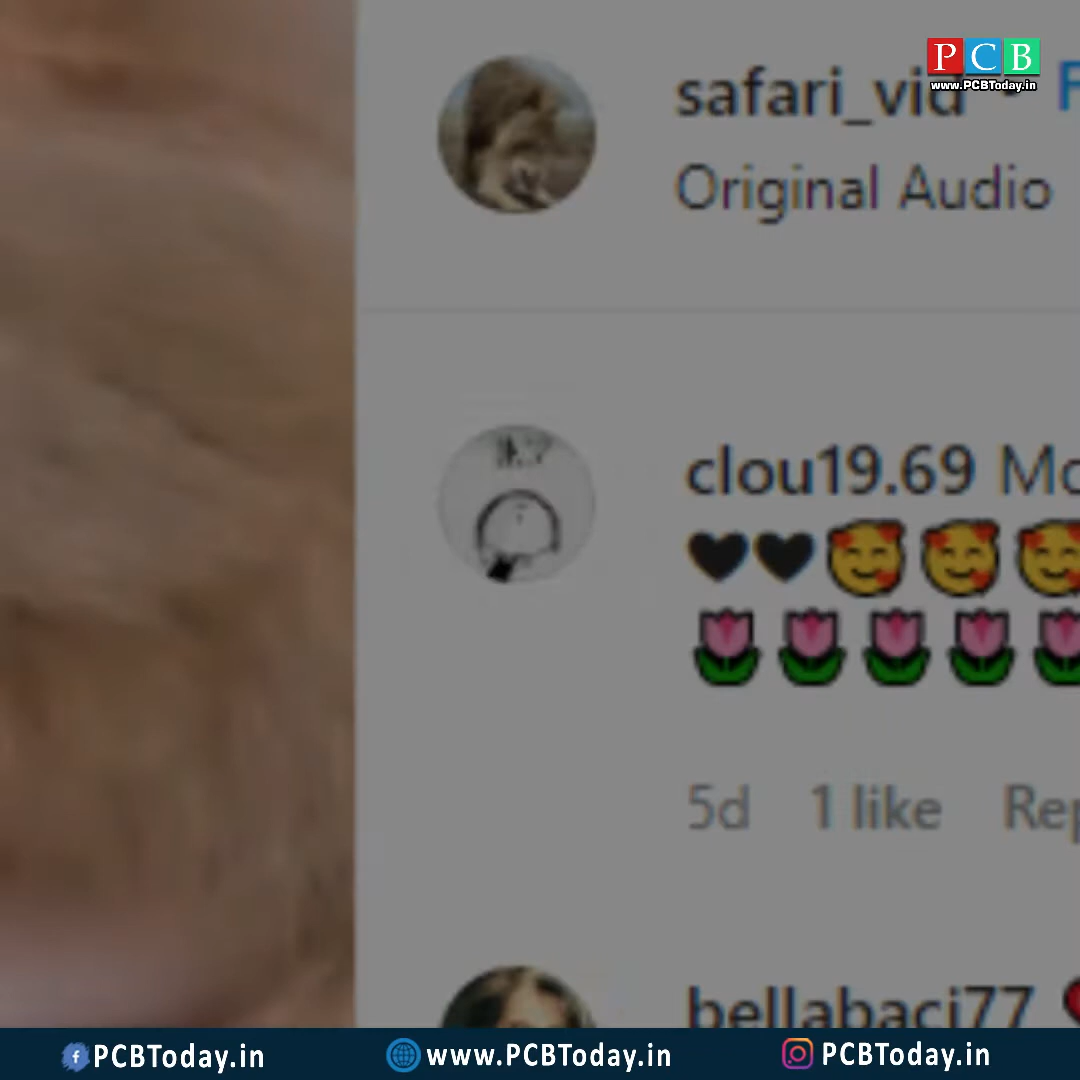 P C B
www.PCBToday.in
safari_vid •
Original Audio
clou19.69
5d 1 like
bellabaci77
PCBToday.in www.PCBToday.in PCBToday.in